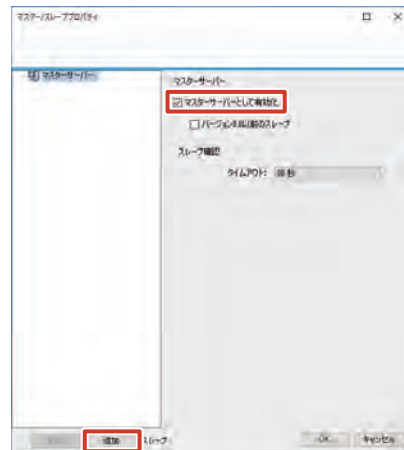 マスター/スレーブプロパティ
マスターサーバー
マスターサーバー
マスターサーバーとして有効化
スレーブ確認
タイムアウト: 30 秒
追加
スレーブ
OK
キャンセル